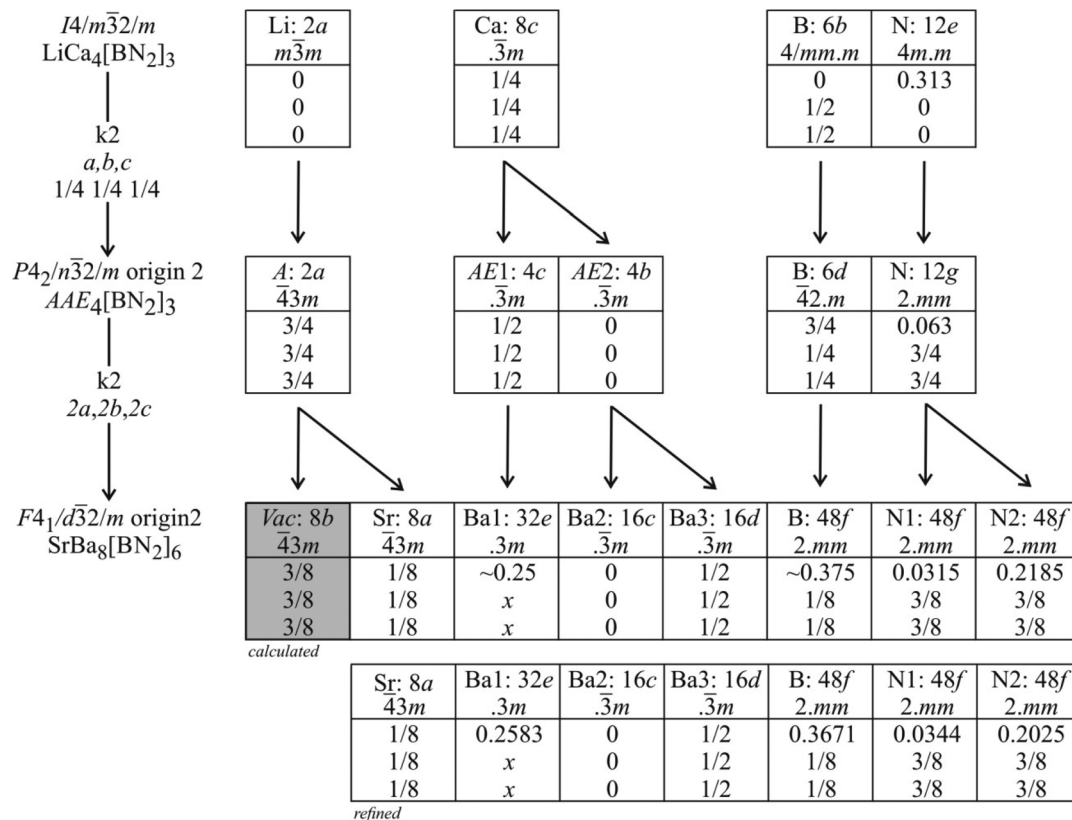 I4/m3̅2/m
LiCa₄[BN₂]₃
Li: 2a
m3̅m
0
0
0
Ca: 8c
.3̅m
1/4
1/4
1/4
B: 6b N: 12e
4/mm.m 4m.m
0 0.313
1/2 0
1/2 0
k2
a,b,c
1/4 1/4 1/4
P4₂/n3̅2/m origin 2
AAE₄[BN₂]₃
A: 2a
4̅3m
3/4
3/4
3/4
AE1: 4c AE2: 4b
.3̅m .3̅m
1/2 0
1/2 0
1/2 0
B: 6d N: 12g
4̅2.m 2.mm
3/4 0.063
1/4 3/4
1/4 3/4
k2
2a,2b,2c
F4₁/d3̅2/m origin2
SrBa₈[BN₂]₆
Vac: 8b Sr: 8a Ba1: 32e Ba2: 16c Ba3: 16d B: 48f N1: 48f N2: 48f
4̅3m 4̅3m .3m .3̅m .3̅m 2.mm 2.mm 2.mm
3/8 1/8 ~0.25 0 1/2 ~0.375 0.0315 0.2185
3/8 1/8 x 0 1/2 1/8 3/8 3/8
3/8 1/8 x 0 1/2 1/8 3/8 3/8
calculated
Sr: 8a Ba1: 32e Ba2: 16c Ba3: 16d B: 48f N1: 48f N2: 48f
4̅3m .3m .3̅m .3̅m 2.mm 2.mm 2.mm
1/8 0.2583 0 1/2 0.3671 0.0344 0.2025
1/8 x 0 1/2 1/8 3/8 3/8
1/8 x 0 1/2 1/8 3/8 3/8
refined